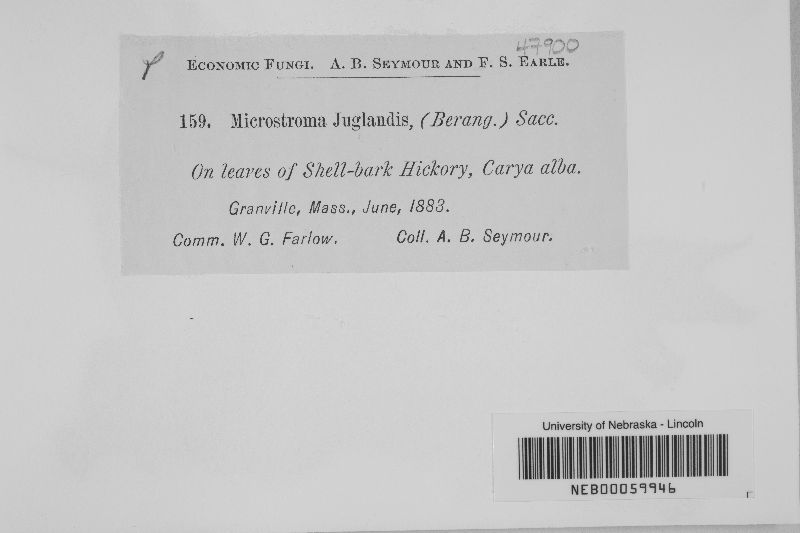 47900
Economic Fungi. A. B. Seymour and F. S. Earle.
159. Microstroma Juglandis, (Berang.) Sacc.
On leaves of Shell-bark Hickory, Carya alba.
Granville, Mass., June, 1883.
Comm. W. G. Farlow. Coll. A. B. Seymour.
University of Nebraska - Lincoln
NEB00059946